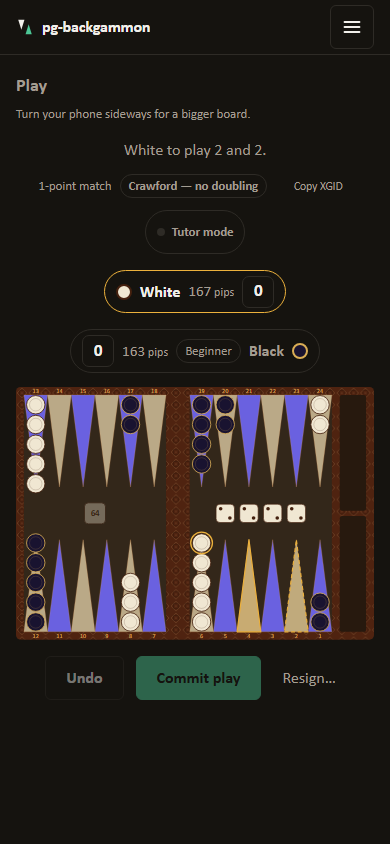 pg-backgammon
Play
Turn your phone sideways for a bigger board.
White to play 2 and 2.
1-point match Crawford — no doubling Copy XGID
Tutor mode
White 167 pips 0
0 163 pips Beginner Black
13 14 15 16 17 18 19 20 21 22 23 24
64
12 11 10 9 8 7 6 5 4 3 2 1
Undo Commit play Resign...